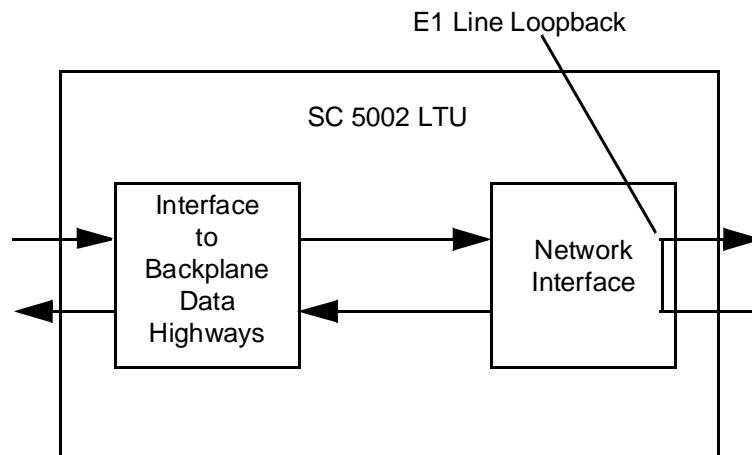 E1 Line Loopback
SC 5002 LTU
Interface
to
Backplane
Data
Highways
Network
Interface